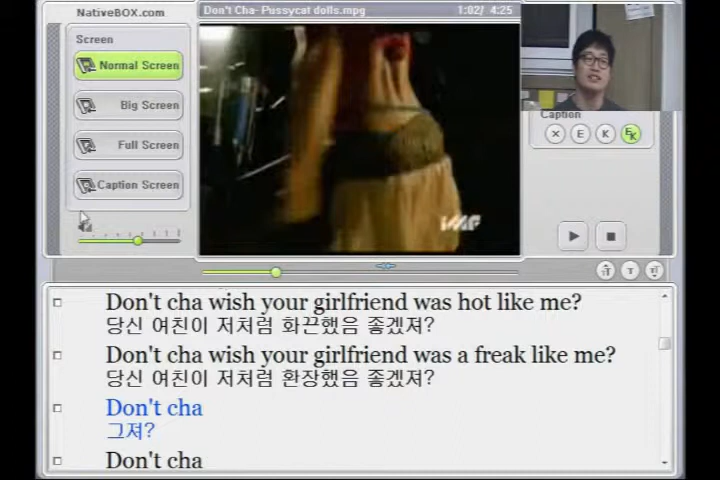 NativeBOX.com
Don't Cha- Pussycat dolls.mpg
1:02/ 4:25
Screen
Normal Screen
Big Screen
Full Screen
Caption Screen
Caption
E
K
EK
T
T
T
Don't cha wish your girlfriend was hot like me?
당신 여친이 저처럼 화끈했음 좋겠져?
Don't cha wish your girlfriend was a freak like me?
당신 여친이 저처럼 환장했음 좋겠져?
Don't cha
그져?
Don't cha